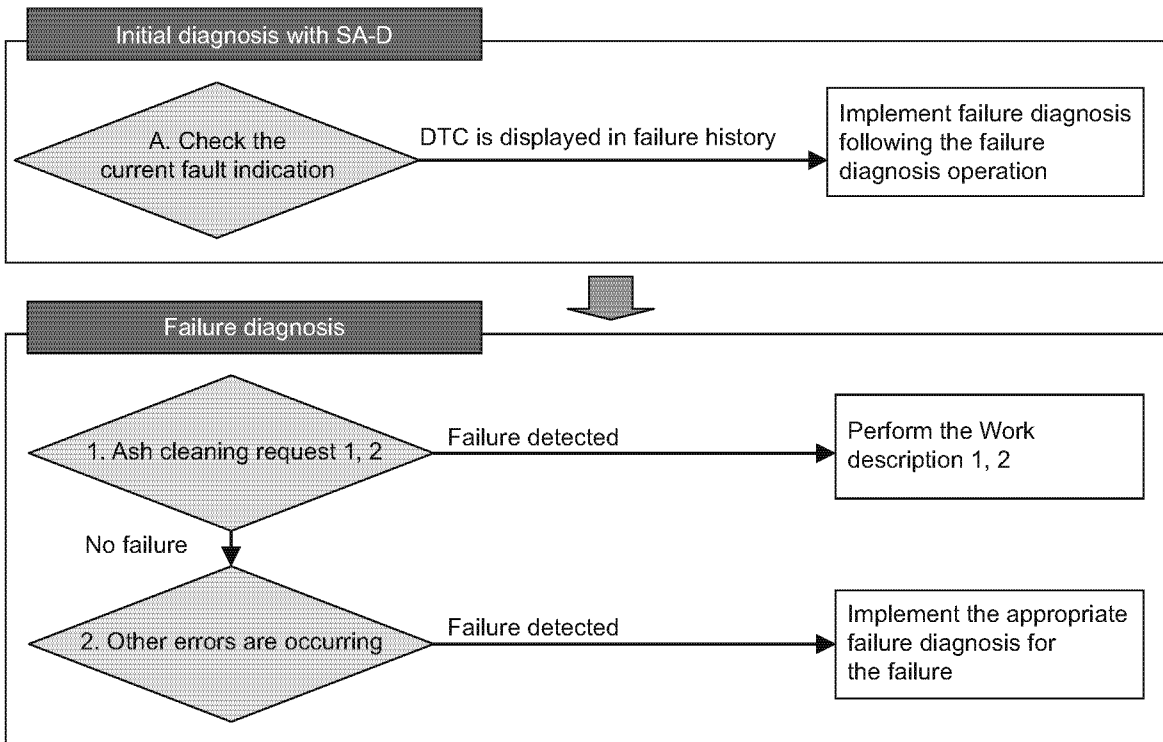 Initial diagnosis with SA-D
A. Check the
current fault indication
DTC is displayed in failure history
Implement failure diagnosis
following the failure
diagnosis operation
Failure diagnosis
1. Ash cleaning request 1, 2
Failure detected
Perform the Work
description 1, 2
No failure
2. Other errors are occurring
Failure detected
Implement the appropriate
failure diagnosis for
the failure